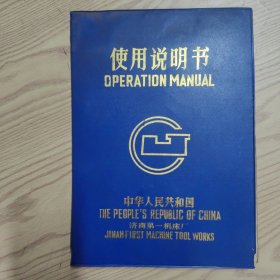 使用说明书
OPERATION MANUAL
中华人民共和国
THE PEOPLE'S REPUBLIC OF CHINA
济南第一机床厂
JINAN FIRST MACHINE TOOL WORKS